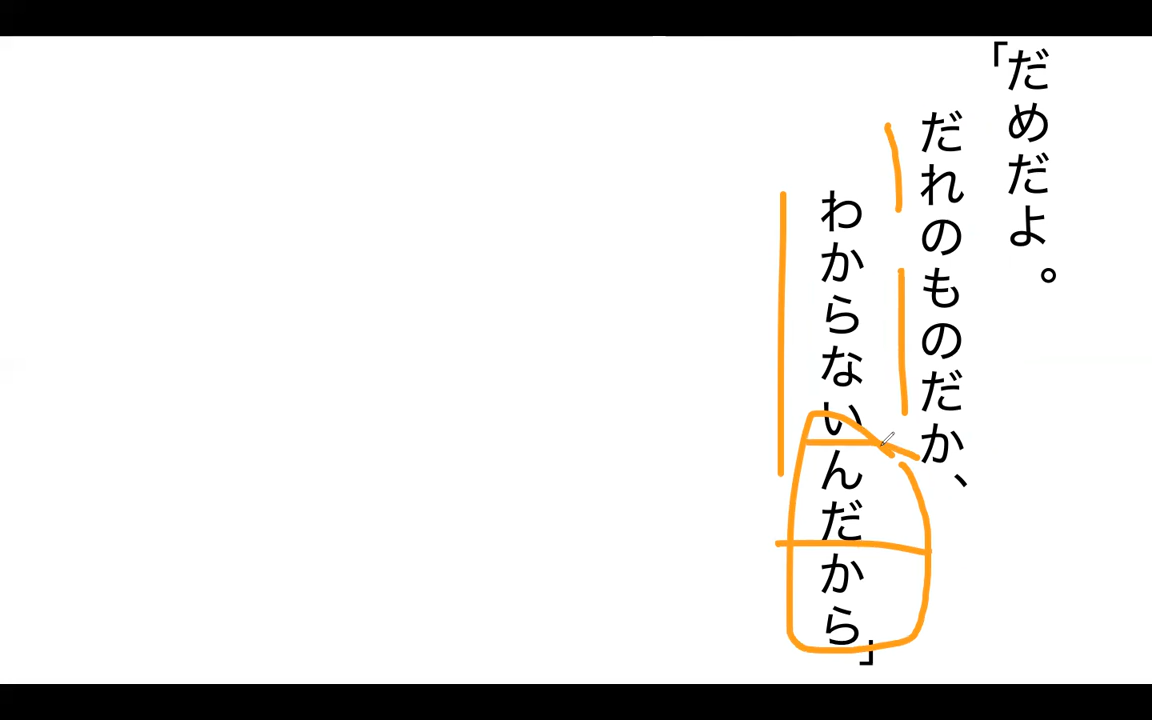 「だめだよ。
だれのものだか、
わからないんだから」